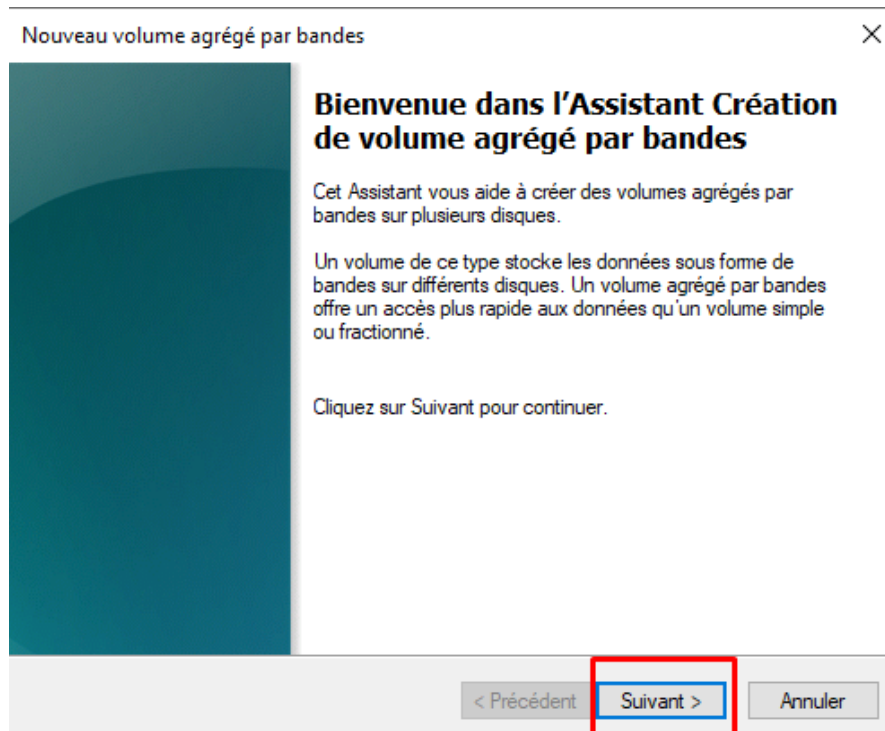 Nouveau volume agrégé par bandes
Bienvenue dans l'Assistant Création
de volume agrégé par bandes
Cet Assistant vous aide à créer des volumes agrégés par
bandes sur plusieurs disques.
Un volume de ce type stocke les données sous forme de
bandes sur différents disques. Un volume agrégé par bandes
offre un accès plus rapide aux données qu'un volume simple
ou fractionné.
Cliquez sur Suivant pour continuer.
< Précédent Suivant > Annuler